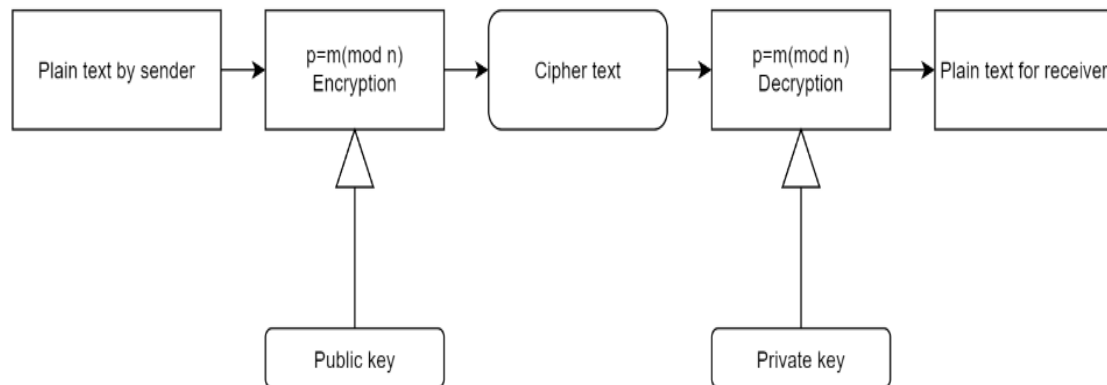 Plain text by sender
p=m(mod n)
Encryption
Cipher text
p=m(mod n)
Decryption
Plain text for receiver
Public key
Private key